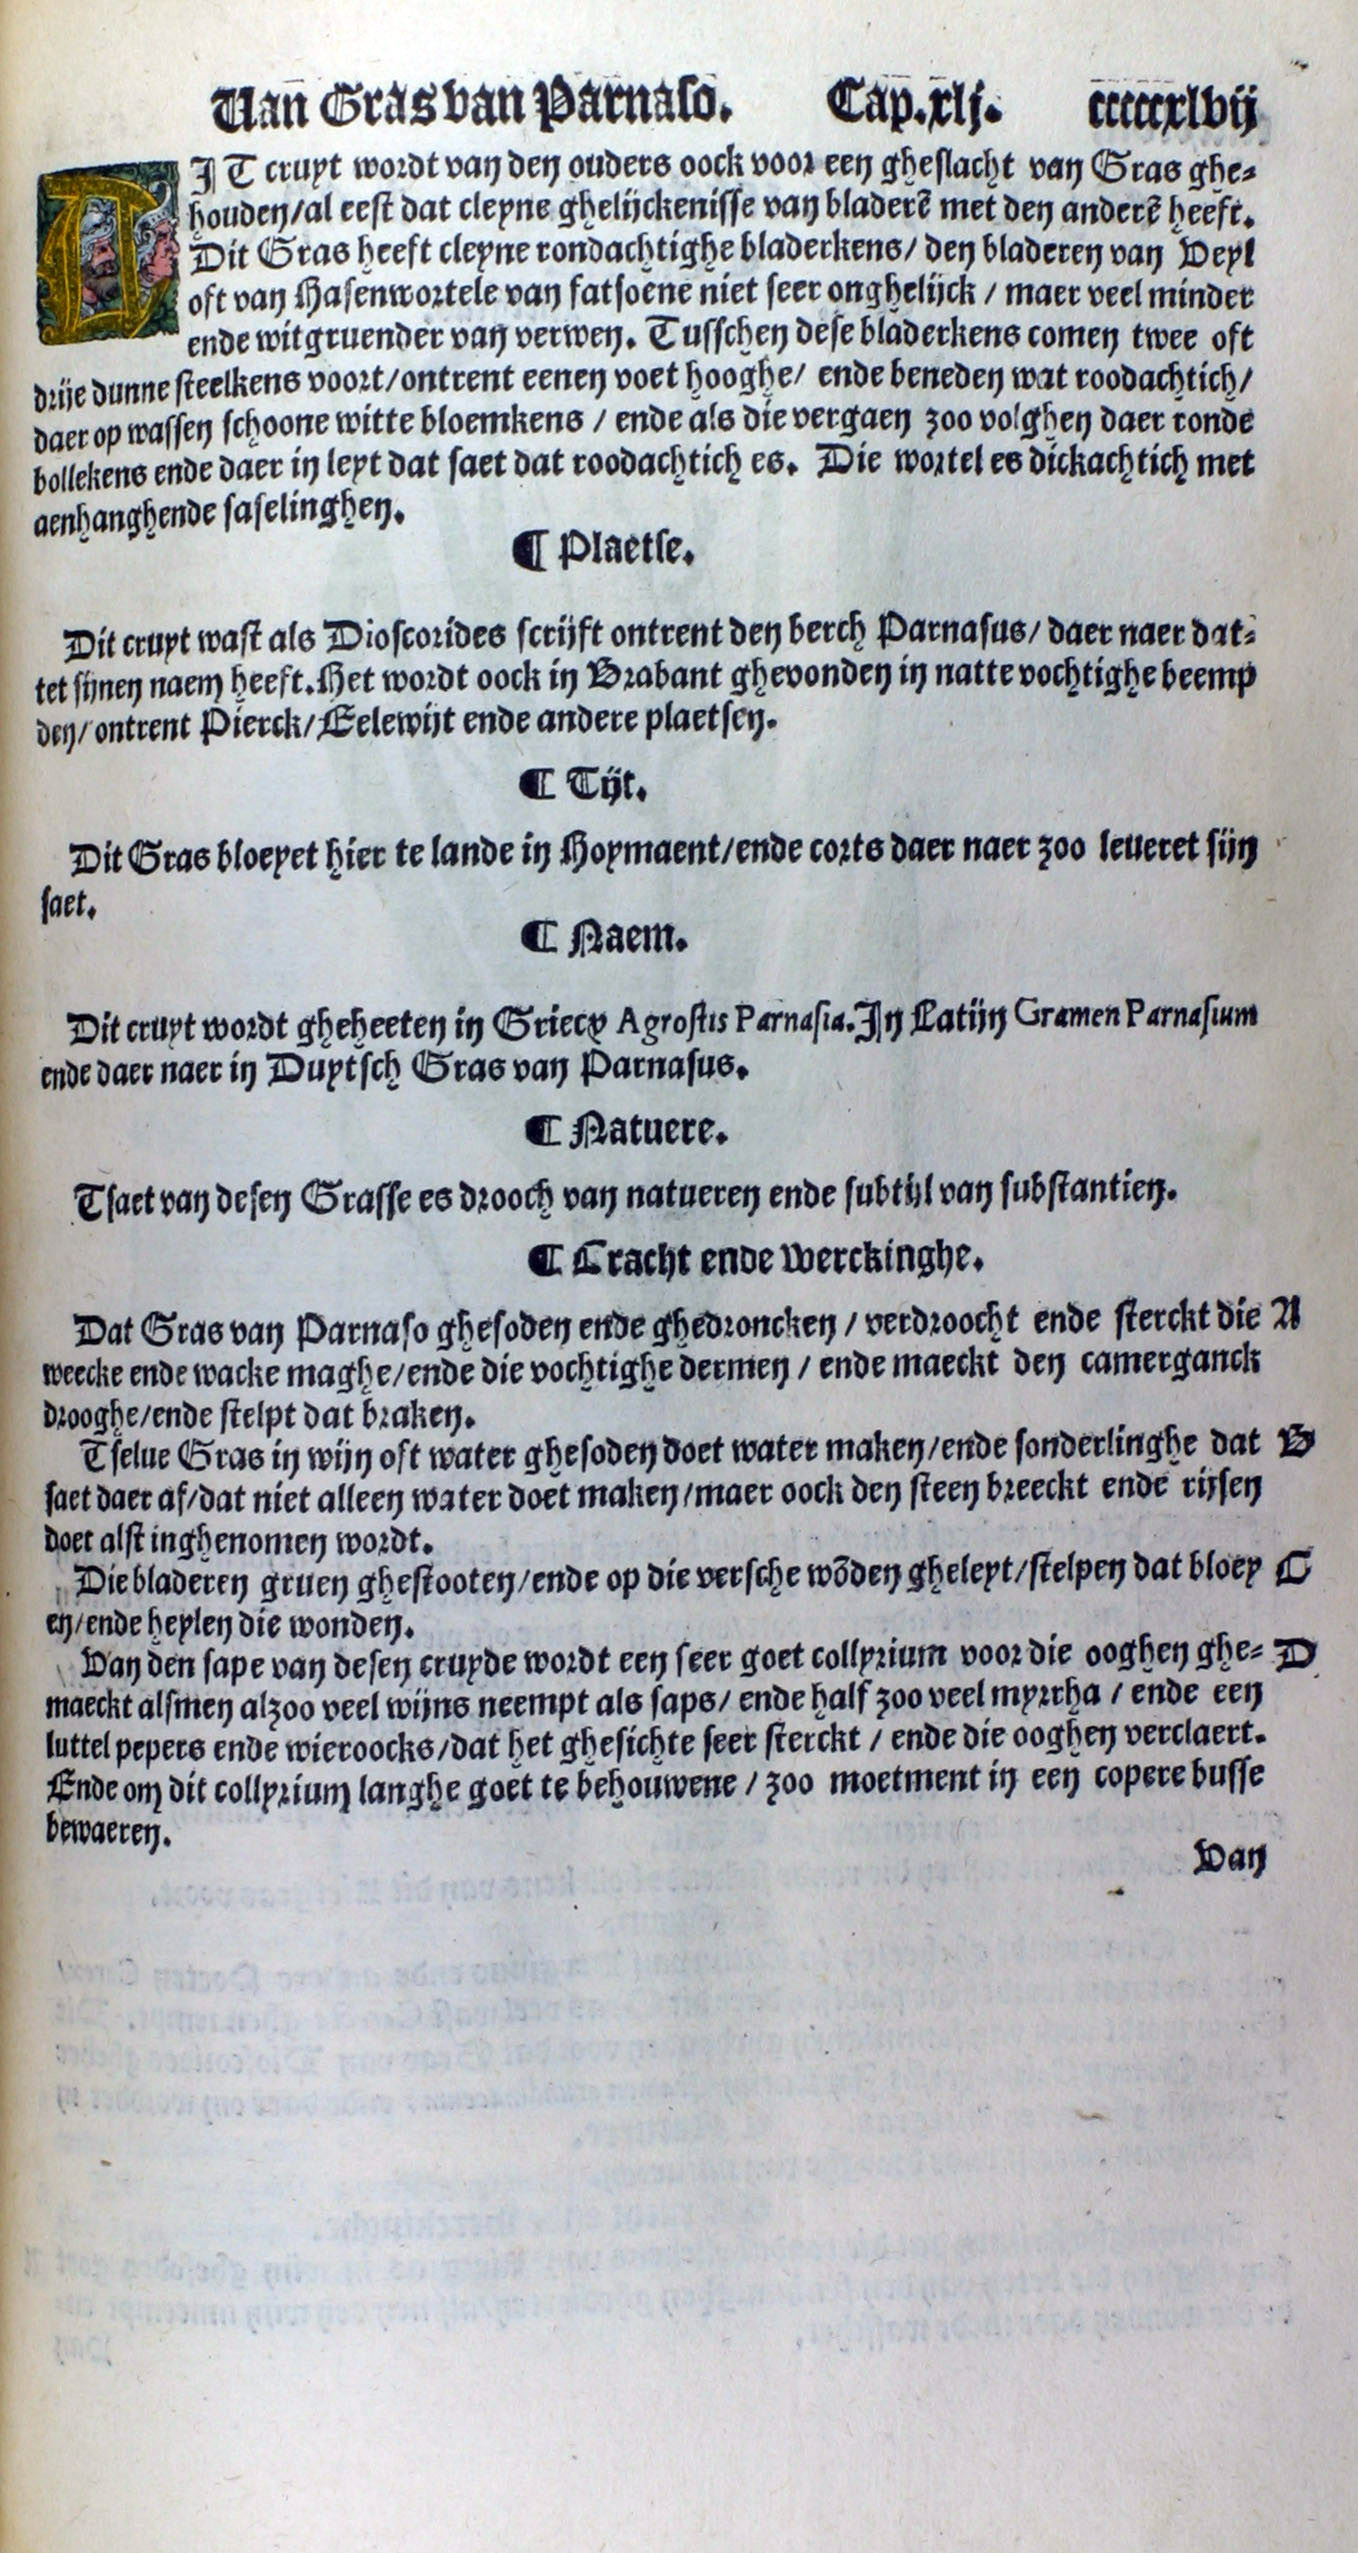 Van Gras van Parnaso. Cap. xlj. ccccccxlvij
DIT cruyt wordt van den ouders oock voor een gheslacht van Gras ghe-
houden/al eest dat cleyne ghelijckenisse van bladerē met den anderē heeft.
Dit Gras heeft cleyne rondachtighe bladerkens/ den bladeren van Veyl
oft van Hasenwortele van fatsoene niet seer onghelijck / maer veel minder
ende witgruender van verwen. Tusschen dese bladerkens comen twee oft
drije dunne steelkens voort/ontrent eenen voet hooghe/ ende beneden wat roodachtich/
daer op wassen schoone witte bloemkens / ende als die vergaen zoo volghen daer ronde
bollekens ende daer in leyt dat saet dat roodachtich es. Die wortel es dickachtich met
aenhanghende faselinghen.
¶ Plaetse.
Dit cruyt wast als Dioscorides scrijft ontrent den berch Parnasus/ daer naer dat-
tet sijnen naem heeft. Het wordt oock in Brabant ghevonden in natte vochtighe beemp
den/ ontrent Pierck/ Eelewijt ende andere plaetsen.
¶ Tijt.
Dit Gras bloeyet hier te lande in Hoymaent/ende corts daer naer zoo leueret sijn
saet.
¶ Naem.
Dit cruyt wordt gheheeten in Griecx Agrostis Parnasia. In Latijn Gramen Parnasium
ende daer naer in Duytsch Gras van Parnasus.
¶ Natuere.
Tsaet van desen Grasse es drooch van natueren ende subtijl van substantien.
¶ Cracht ende Werckinghe.
Dat Gras van Parnaso ghesoden ende ghedroncken / verdroocht ende sterckt die A
weecke ende wacke maghe/ende die vochtighe dermen / ende maeckt den camerganck
drooghe/ende stelpt dat braken.
Tselue Gras in wijn oft water ghesoden doet water maken/ende sonderlinghe dat B
saet daer af/dat niet alleen water doet maken/maer oock den steen breeckt ende rijsen
doet alst inghenomen wordt.
Die bladeren gruen ghestooten/ende op die versche wōden gheleyt/stelpen dat bloey C
en/ende heylen die wonden.
Van den sape van desen cruyde wordt een seer goet collyrium voor die ooghen ghe- D
maeckt alsmen alzoo veel wijns neempt als saps/ ende half zoo veel myrrha / ende een
luttel pepers ende wieroocks/dat het ghesichte seer sterckt / ende die ooghen verclaert.
Ende om dit collyrium langhe goet te behouwene / zoo moetment in een copere busse
bewaeren.
Van